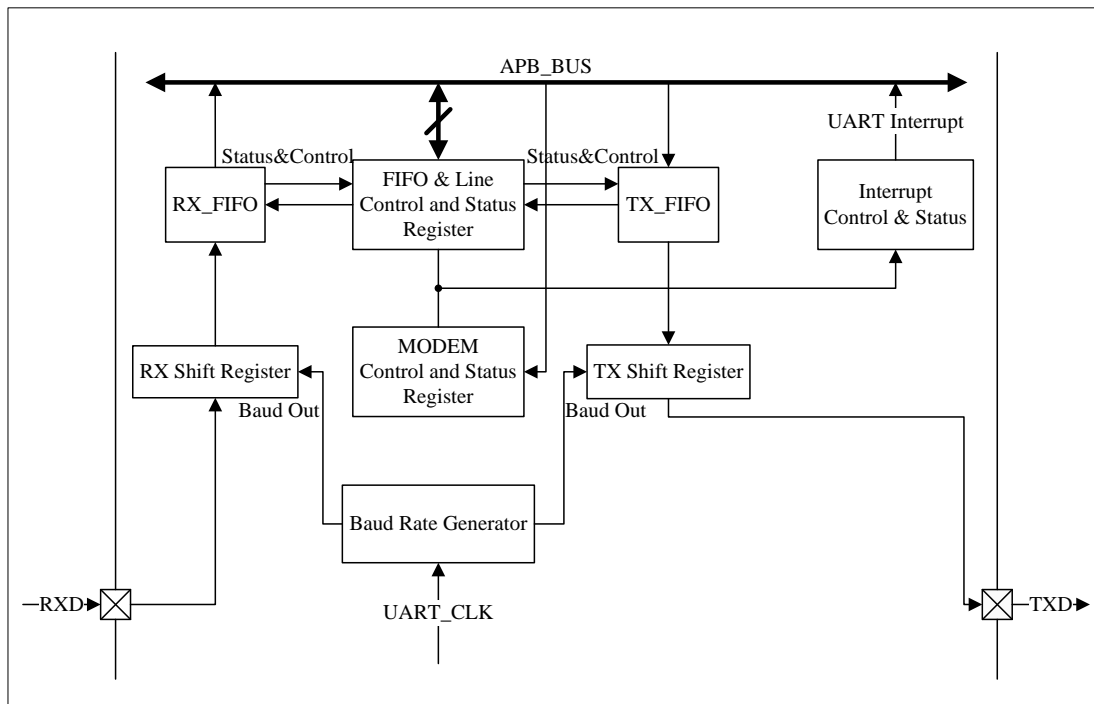 APB_BUS
UART Interrupt
Status&Control
Status&Control
RX_FIFO
FIFO & Line
Control and Status
Register
TX_FIFO
Interrupt
Control & Status
RX Shift Register
MODEM
Control and Status
Register
TX Shift Register
Baud Out
Baud Out
Baud Rate Generator
RXD
UART_CLK
TXD